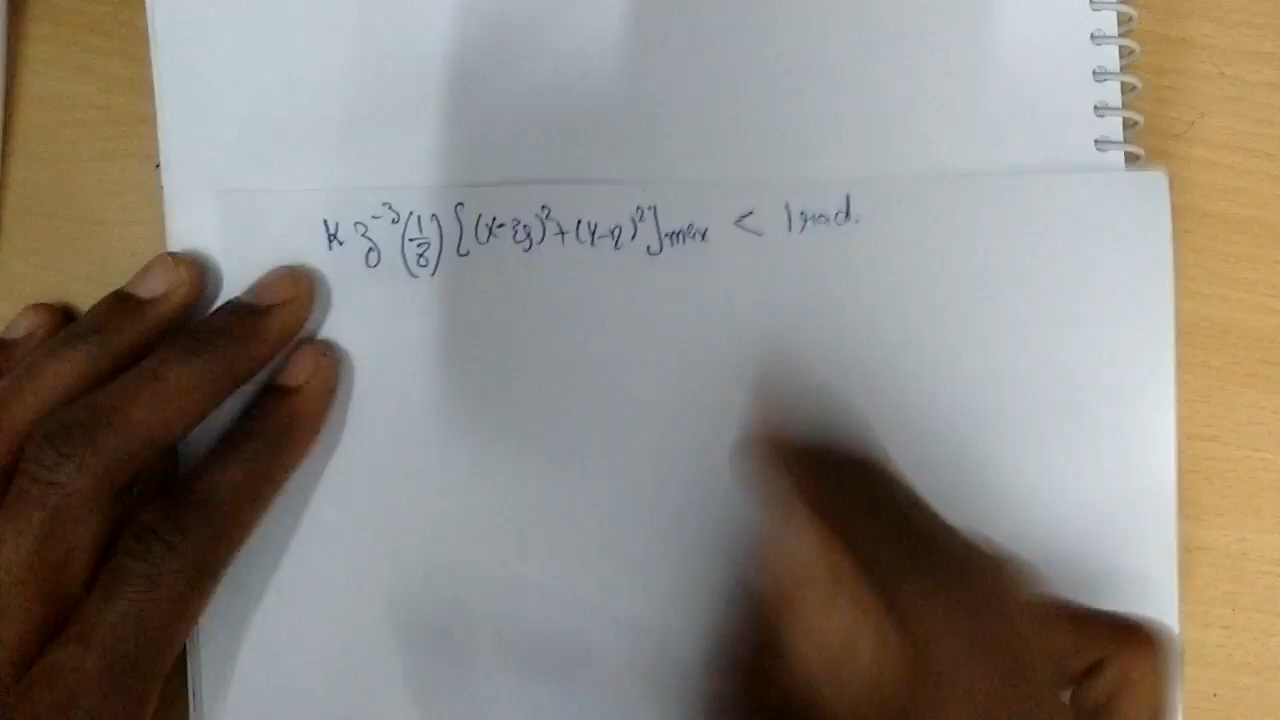 K z⁻³ (1/8) [(x-ξ)² + (y-η)²]max < 1 rad.